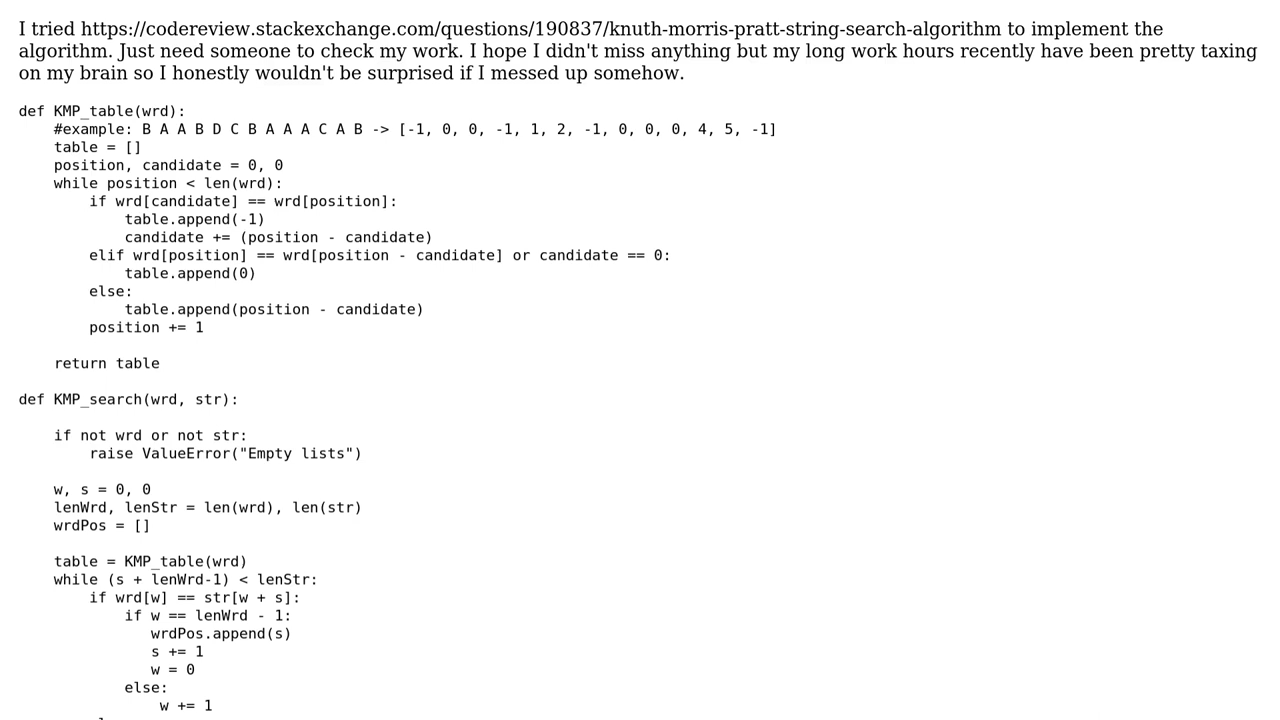 I tried https://codereview.stackexchange.com/questions/190837/knuth-morris-pratt-string-search-algorithm to implement the
algorithm. Just need someone to check my work. I hope I didn't miss anything but my long work hours recently have been pretty taxing
on my brain so I honestly wouldn't be surprised if I messed up somehow.
def KMP_table(wrd):
    #example: B A A B D C B A A A C A B -> [-1, 0, 0, -1, 1, 2, -1, 0, 0, 0, 4, 5, -1]
    table = []
    position, candidate = 0, 0
    while position < len(wrd):
        if wrd[candidate] == wrd[position]:
            table.append(-1)
            candidate += (position - candidate)
        elif wrd[position] == wrd[position - candidate] or candidate == 0:
            table.append(0)
        else:
            table.append(position - candidate)
        position += 1
    return table
def KMP_search(wrd, str):
    if not wrd or not str:
        raise ValueError("Empty lists")
    w, s = 0, 0
    lenWrd, lenStr = len(wrd), len(str)
    wrdPos = []
    table = KMP_table(wrd)
    while (s + lenWrd-1) < lenStr:
        if wrd[w] == str[w + s]:
            if w == lenWrd - 1:
               wrdPos.append(s)
               s += 1
               w = 0
            else:
                w += 1